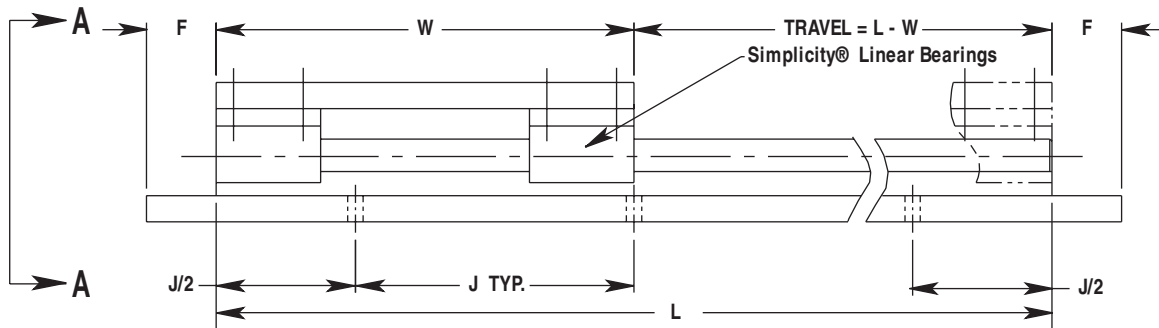 A
F
W
TRAVEL = L - W
F
Simplicity® Linear Bearings
A
J/2
J TYP.
J/2
L